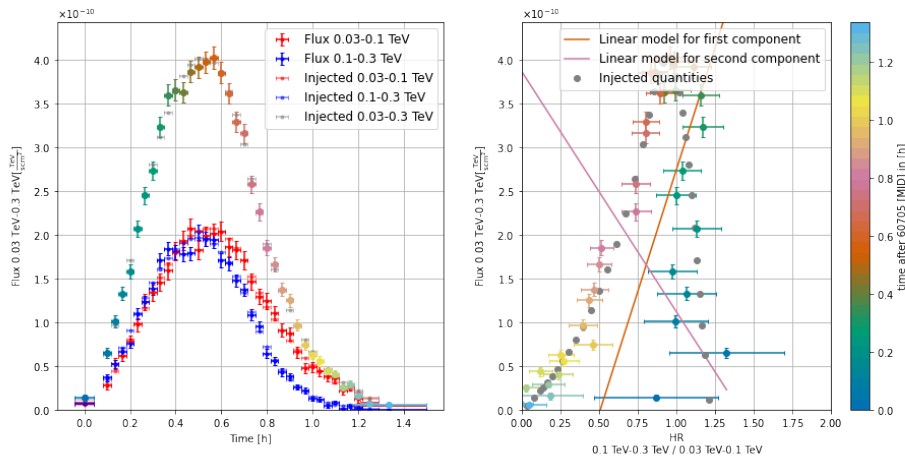 ×10⁻¹⁰
Flux 0.03 TeV-0.3 TeV[TeV/scm²]
4.0
3.5
3.0
2.5
2.0
1.5
1.0
0.5
0.0
0.0 0.2 0.4 0.6 0.8 1.0 1.2 1.4
Time [h]
Flux 0.03-0.1 TeV
Flux 0.1-0.3 TeV
Injected 0.03-0.1 TeV
Injected 0.1-0.3 TeV
Injected 0.03-0.3 TeV
×10⁻¹⁰
Flux 0.03 TeV-0.3 TeV[TeV/scm²]
4.0
3.5
3.0
2.5
2.0
1.5
1.0
0.5
0.0
0.00 0.25 0.50 0.75 1.00 1.25 1.50 1.75 2.00
HR
0.1 TeV-0.3 TeV / 0.03 TeV-0.1 TeV
Linear model for first component
Linear model for second component
Injected quantities
1.2
1.0
0.8
0.6
0.4
0.2
0.0
time after 60705 [MJD] in [h]